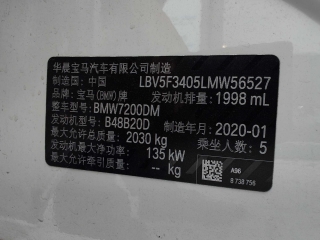 华晨宝马汽车有限公司制造
制造国：中国 LBV5F3405LMW56527
品牌：宝马(BMW)牌 发动机排量：1998 mL
整车型号：BMW7200DM
发动机型号：B48B20D 制造年月：2020-01
最大允许总质量：2030 kg 乘坐人数：5
发动机最大净功率：135 kW
最大允许牵引质量：-- kg
A96
8 738 756